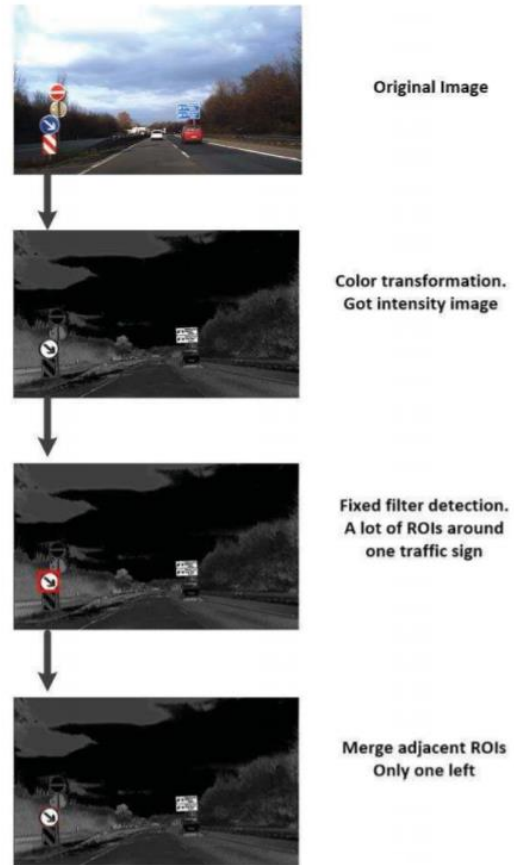 Original Image
Color transformation.
Got intensity image
Fixed filter detection.
A lot of ROIs around
one traffic sign
Merge adjacent ROIs
Only one left